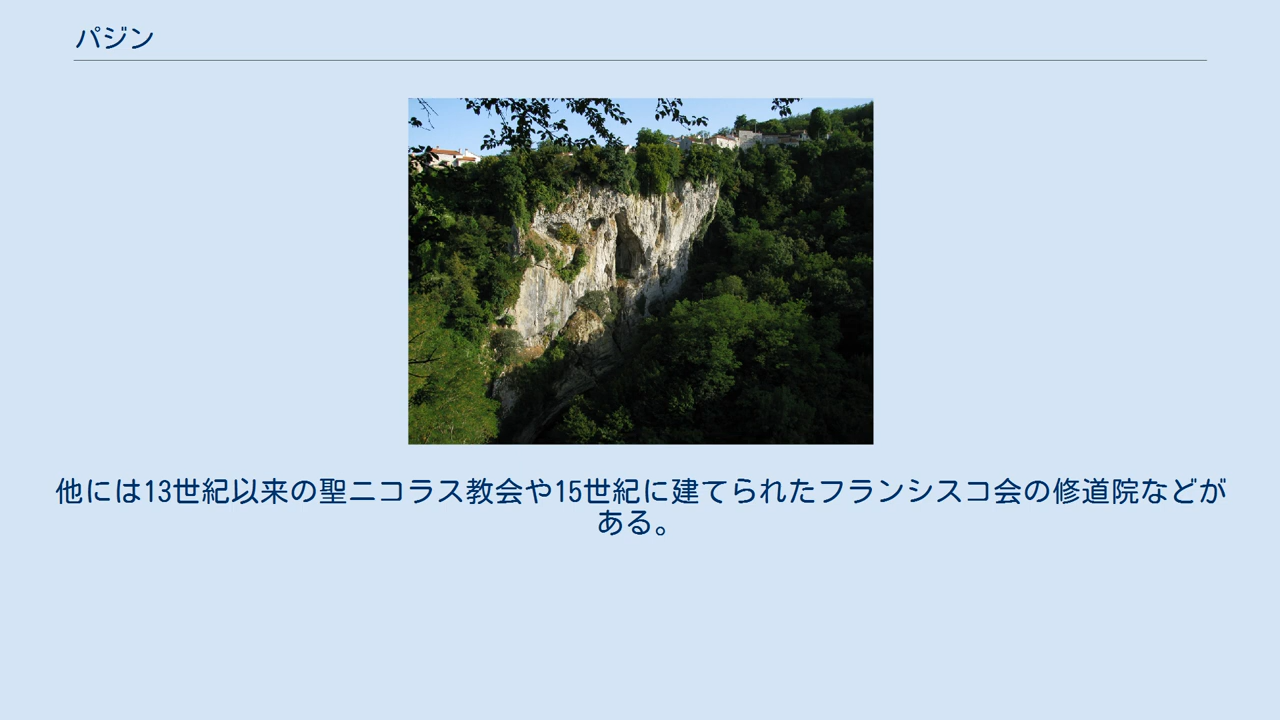 パジン
他には13世紀以来の聖ニコラス教会や15世紀に建てられたフランシスコ会の修道院などが
ある。